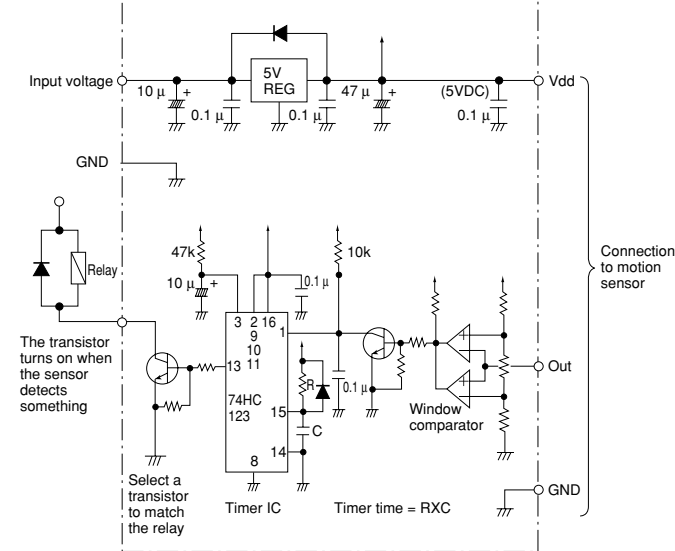 5V
REG
Input voltage
10 µ +
0.1 µ
0.1 µ
47 µ +
(5VDC)
0.1 µ
Vdd
GND
47k
10k
10 µ +
0.1 µ
Relay
Connection
to motion
sensor
3 2 16
1
9
10
11
13
The transistor
turns on when
the sensor
detects
something
R
0.1 µ
Out
74HC
123
15
C
14
8
Window
comparator
Select a
transistor
to match
the relay
Timer IC
Timer time = RXC
GND